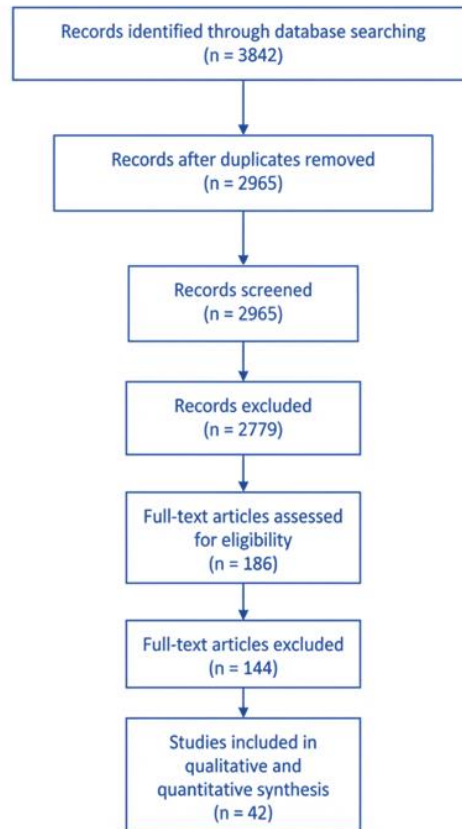 Records identified through database searching
(n = 3842)
Records after duplicates removed
(n = 2965)
Records screened
(n = 2965)
Records excluded
(n = 2779)
Full-text articles assessed
for eligibility
(n = 186)
Full-text articles excluded
(n = 144)
Studies included in
qualitative and
quantitative synthesis
(n = 42)